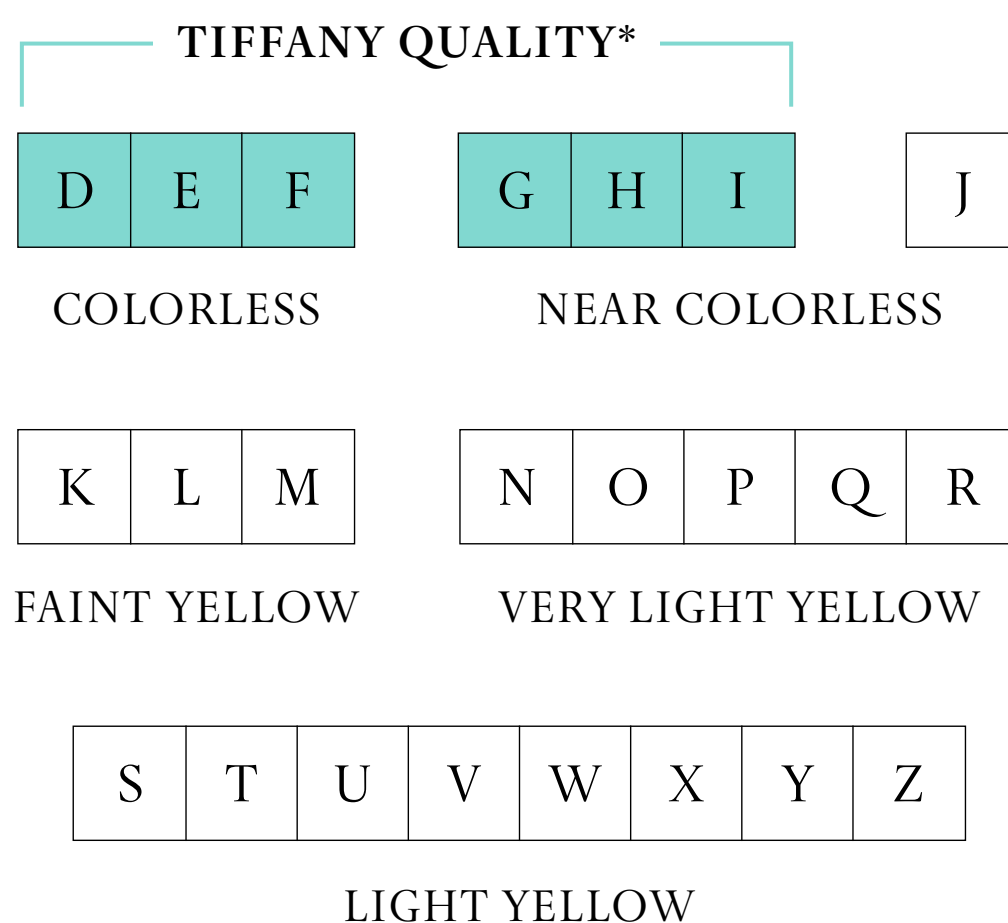 TIFFANY QUALITY*
D E F G H I J
COLORLESS NEAR COLORLESS
K L M N O P Q R
FAINT YELLOW VERY LIGHT YELLOW
S T U V W X Y Z
LIGHT YELLOW